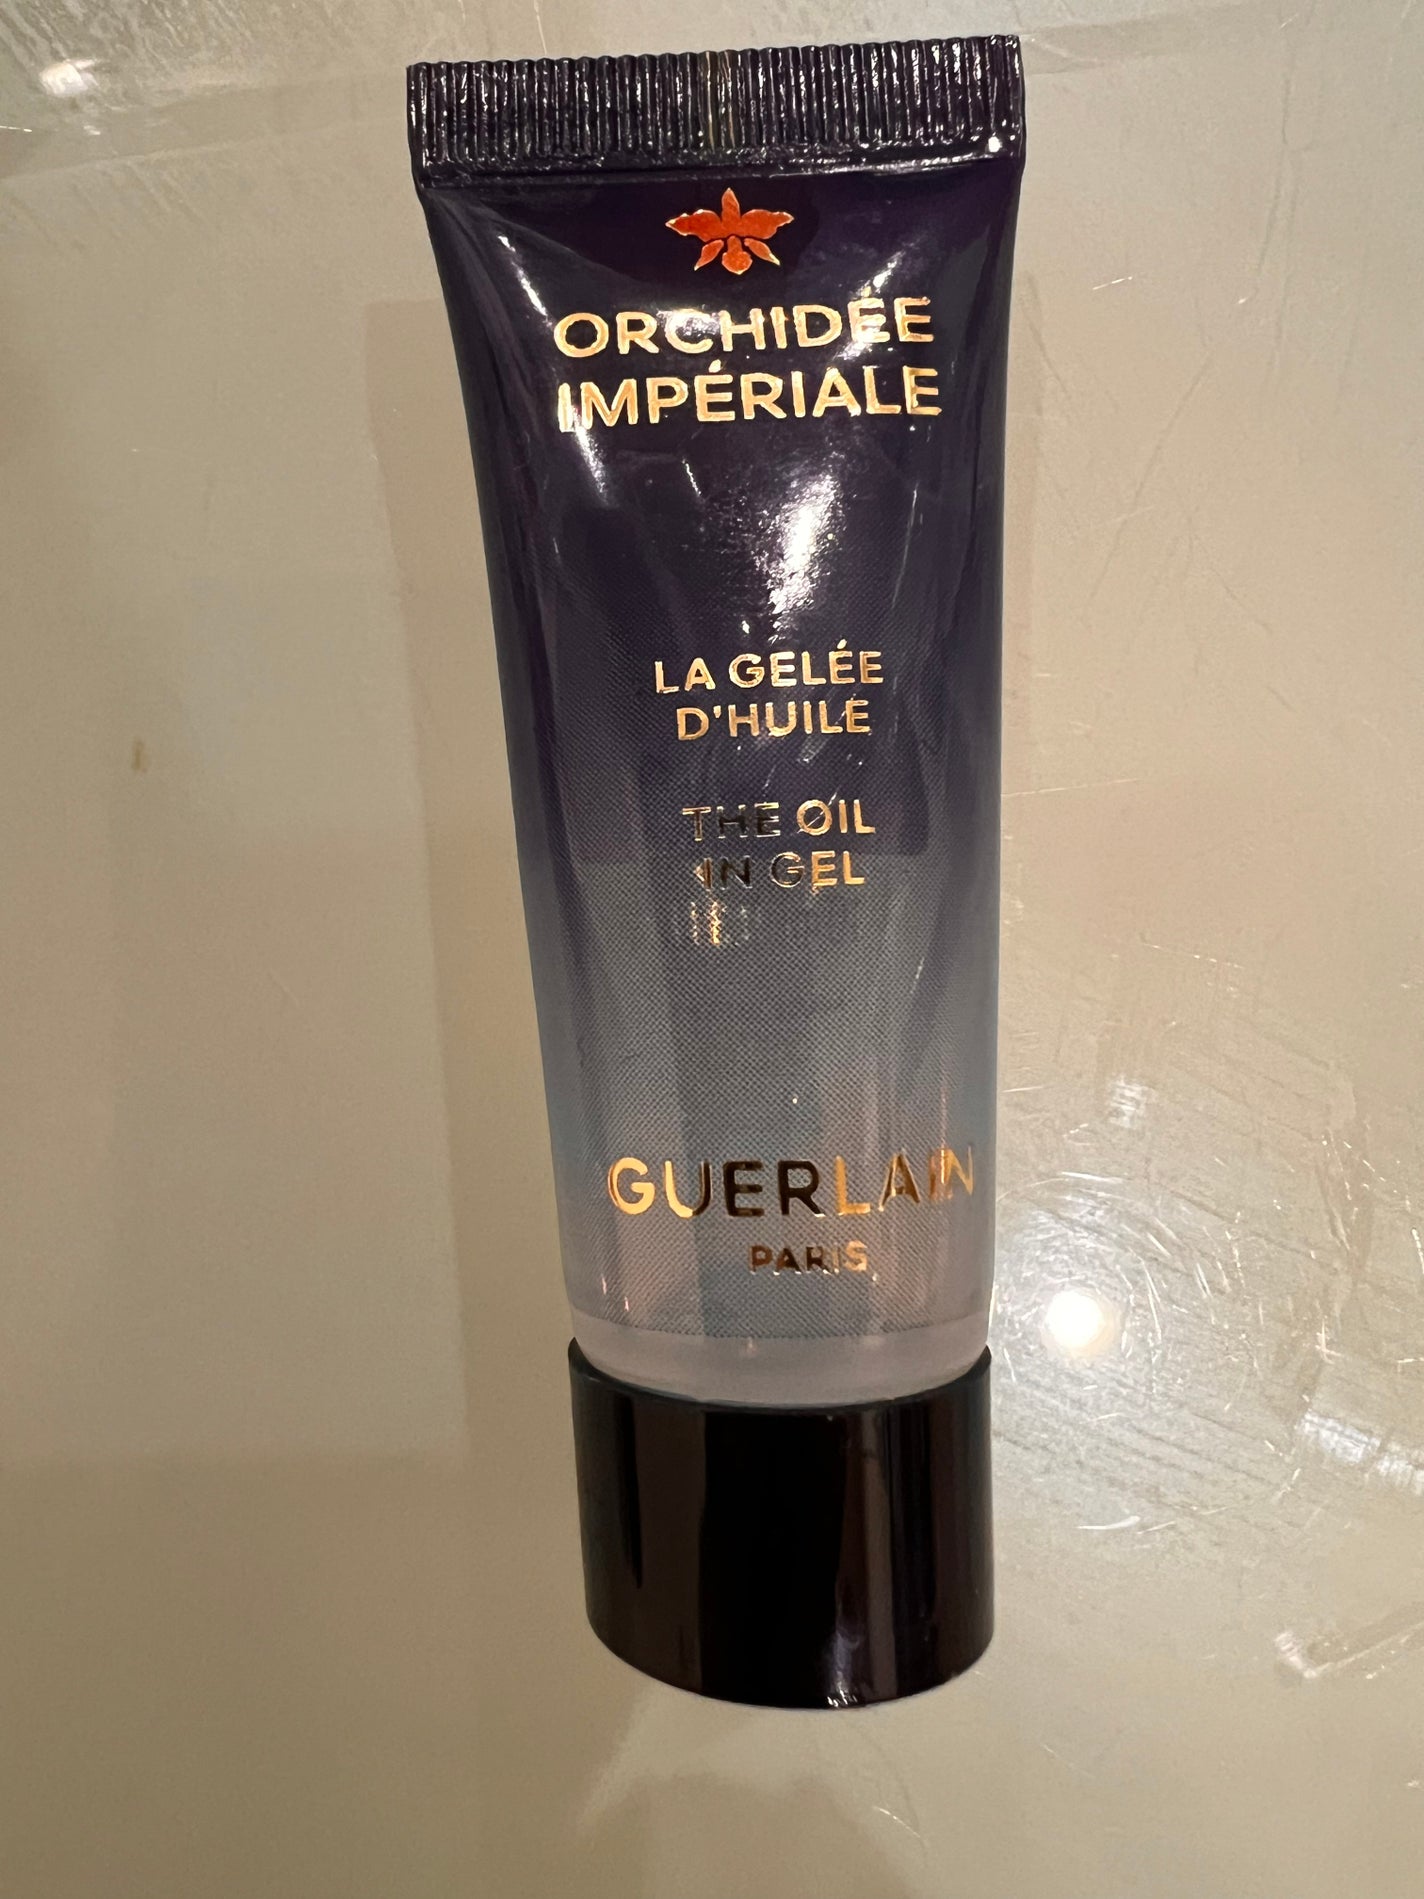 ORCHIDÉE
IMPÉRIALE
LA GELÉE
D'HUILE
THE OIL
IN GEL
GUERLAIN
PARIS